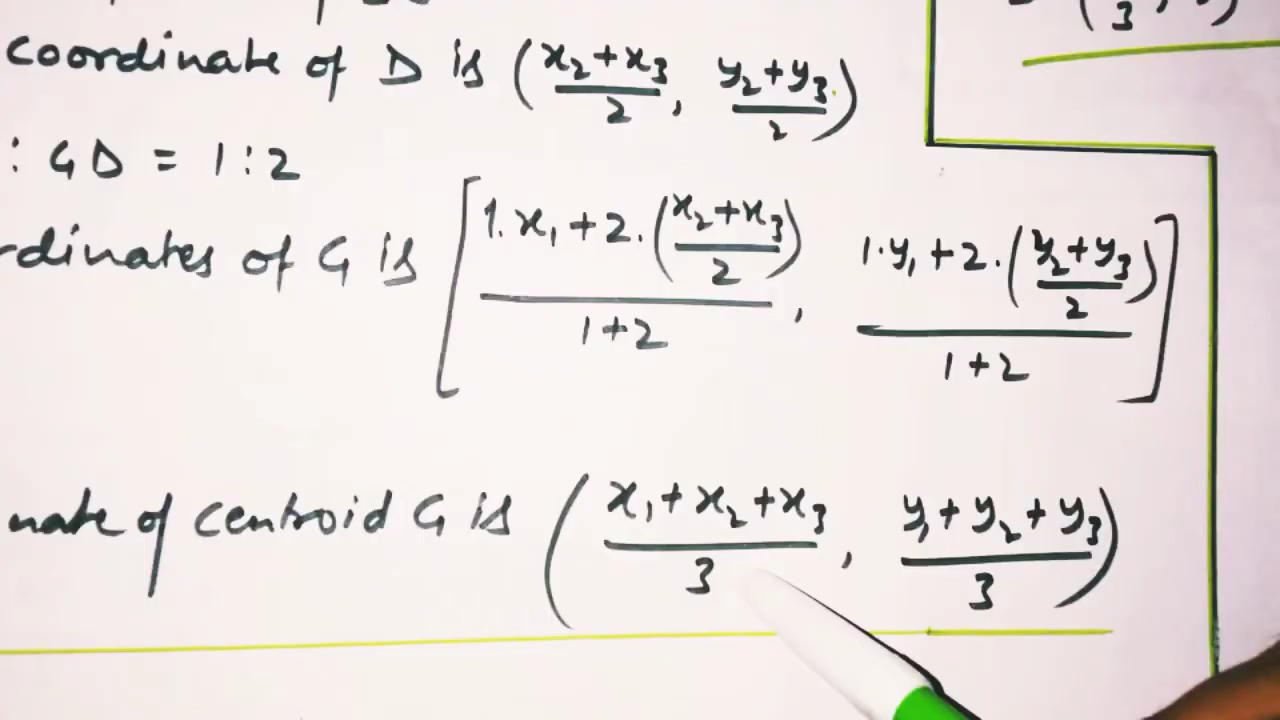 coordinate of D is (x₂+x₃/2, y₂+y₃/2)
: GD = 1:2
rdinates of G is [1.x₁+2.(x₂+x₃/2)/1+2, 1.y₁+2.(y₂+y₃/2)/1+2]
nate of centroid G is (x₁+x₂+x₃/3, y₁+y₂+y₃/3)